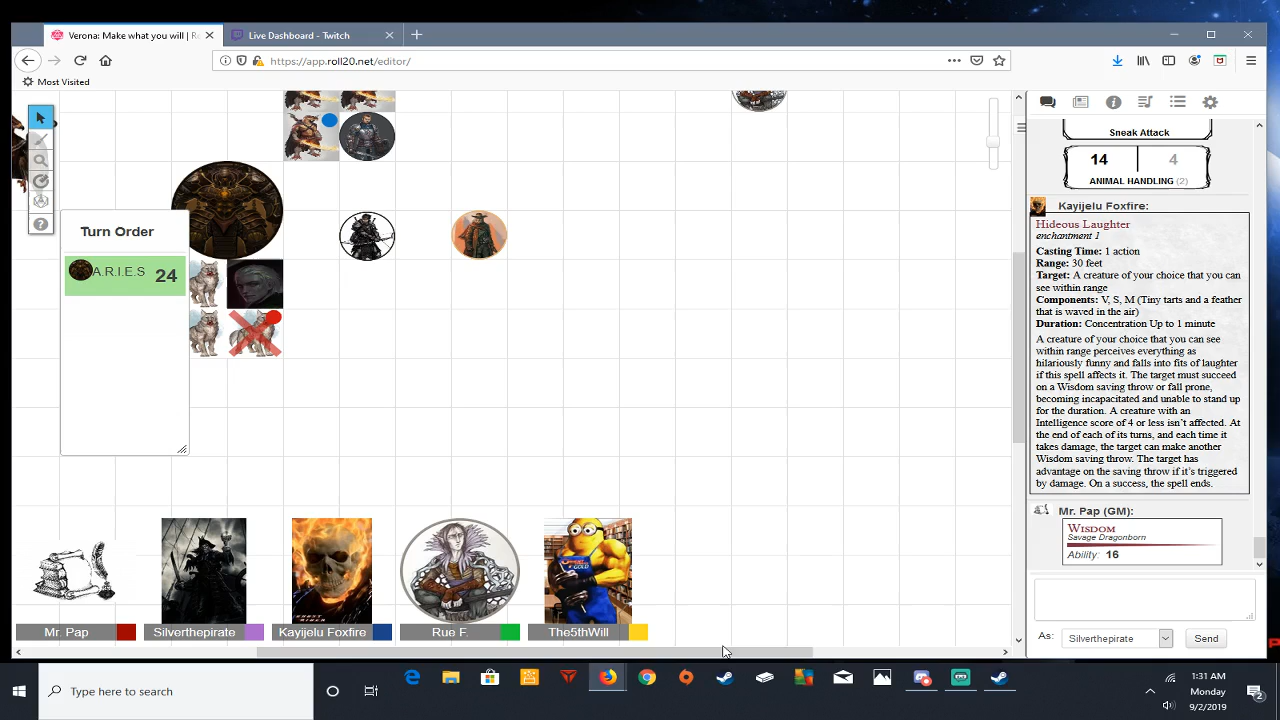 Verona: Make what you will | R
Live Dashboard - Twitch
https://app.roll20.net/editor/
Most Visited
Turn Order
A.R.I.E.S 24
Sneak Attack
14 4
ANIMAL HANDLING (2)
Kayijelu Foxfire:
Hideous Laughter
enchantment 1
Casting Time: 1 action
Range: 30 feet
Target: A creature of your choice that you can
see within range
Components: V, S, M (Tiny tarts and a feather
that is waved in the air)
Duration: Concentration Up to 1 minute
A creature of your choice that you can see
within range perceives everything as
hilariously funny and falls into fits of laughter
if this spell affects it. The target must succeed
on a Wisdom saving throw or fall prone,
becoming incapacitated and unable to stand up
for the duration. A creature with an
Intelligence score of 4 or less isn't affected. At
the end of each of its turns, and each time it
takes damage, the target can make another
Wisdom saving throw. The target has
advantage on the saving throw if it's triggered
by damage. On a success, the spell ends.
Mr. Pap (GM):
WISDOM
Savage Dragonborn
Ability: 16
As: Silverthepirate Send
Mr. Pap
Silverthepirate
Kayijelu Foxfire
Rue F.
The5thWill
Type here to search
1:31 AM
Monday
9/2/2019
2